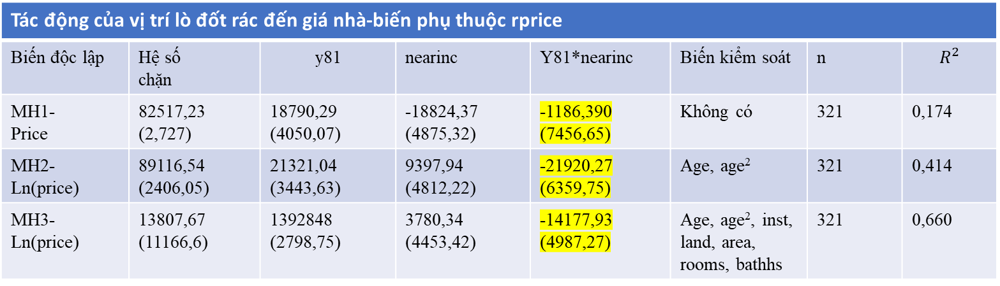 Tác động của vị trí lò đốt rác đến giá nhà-biến phụ thuộc rprice
Biến độc lập Hệ số chặn y81 nearinc Y81*nearinc Biến kiểm soát n R²
MH1-Price 82517,23 (2,727) 18790,29 (4050,07) -18824,37 (4875,32) -1186,390 (7456,65) Không có 321 0,174
MH2-Ln(price) 89116,54 (2406,05) 21321,04 (3443,63) 9397,94 (4812,22) -21920,27 (6359,75) Age, age² 321 0,414
MH3-Ln(price) 13807,67 (11166,6) 1392848 (2798,75) 3780,34 (4453,42) -14177,93 (4987,27) Age, age², inst, land, area, rooms, bathhs 321 0,660